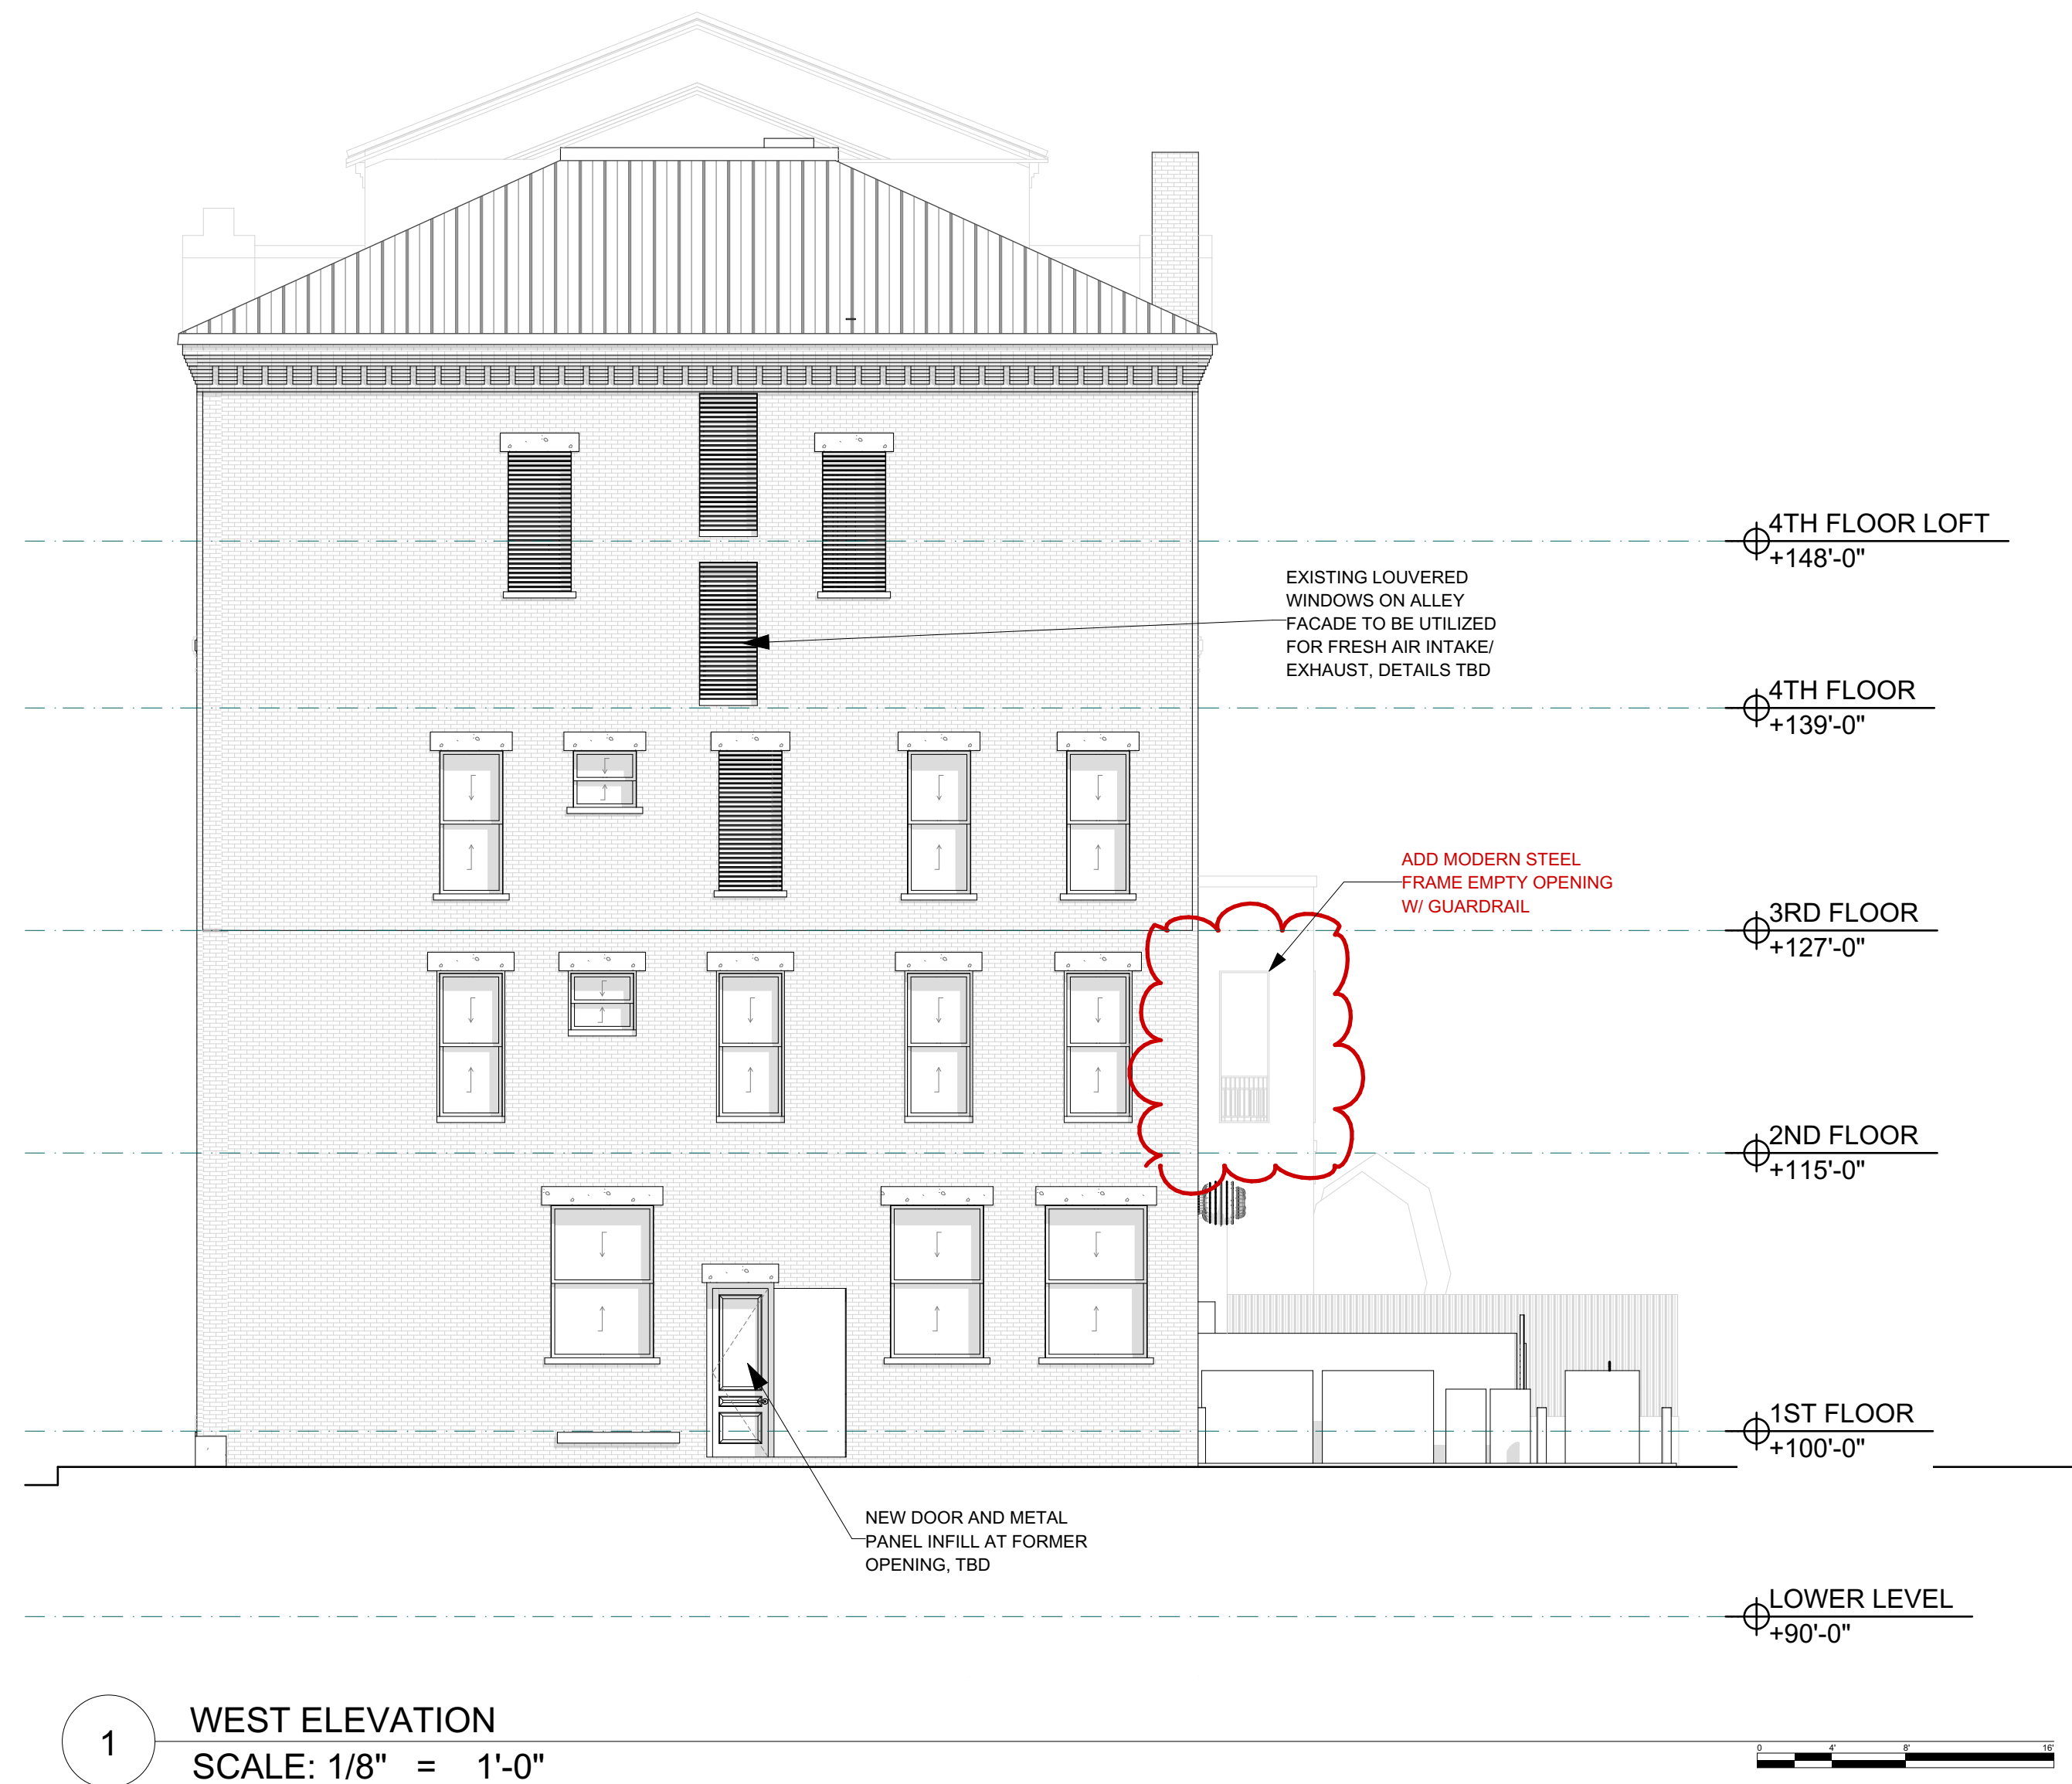 4TH FLOOR LOFT
+148'-0"
EXISTING LOUVERED
WINDOWS ON ALLEY
FACADE TO BE UTILIZED
FOR FRESH AIR INTAKE/
EXHAUST, DETAILS TBD
4TH FLOOR
+139'-0"
ADD MODERN STEEL
FRAME EMPTY OPENING
W/ GUARDRAIL
3RD FLOOR
+127'-0"
2ND FLOOR
+115'-0"
1ST FLOOR
+100'-0"
NEW DOOR AND METAL
PANEL INFILL AT FORMER
OPENING, TBD
LOWER LEVEL
+90'-0"
1
WEST ELEVATION
SCALE: 1/8" = 1'-0"
0 4' 8' 16'